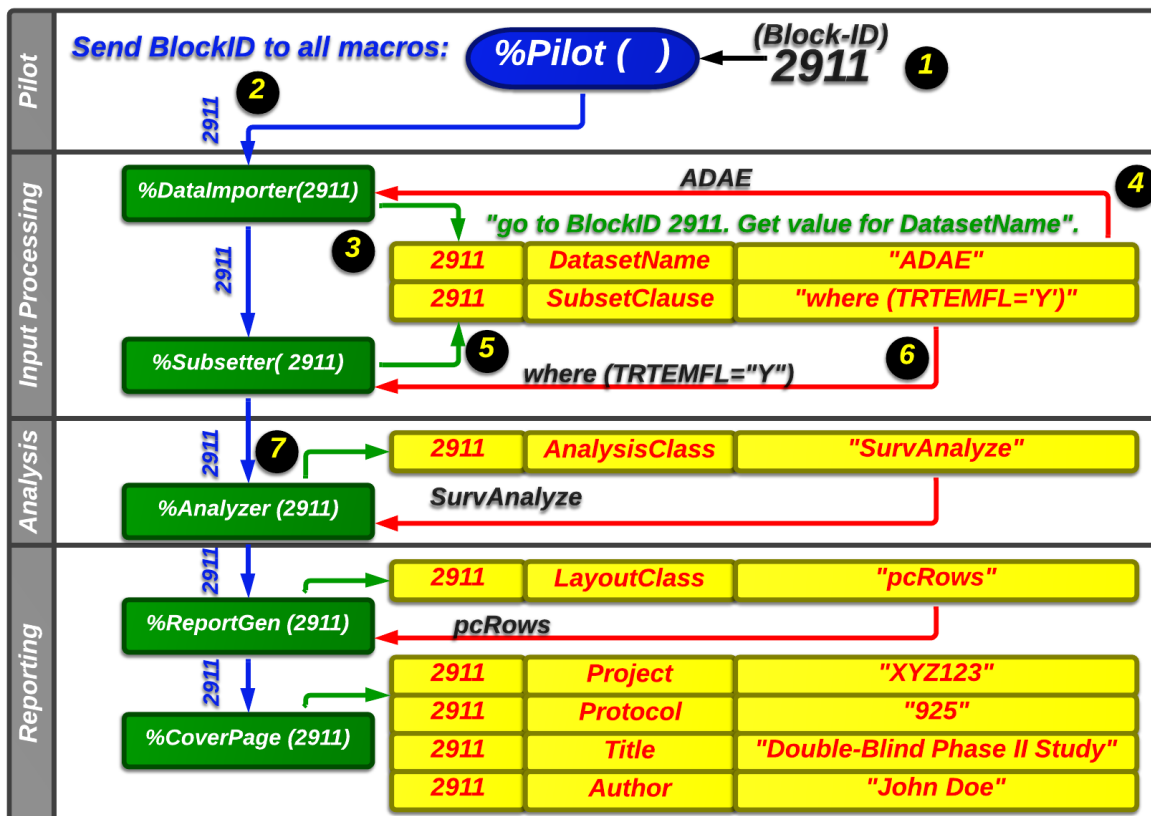 Pilot
Send BlockID to all macros:
%Pilot (   )
(Block-ID)
2911
1
2
2911
Input Processing
%DataImporter(2911)
ADAE
4
"go to BlockID 2911. Get value for DatasetName".
3
2911
2911 DatasetName "ADAE"
2911 SubsetClause "where (TRTEMFL='Y')"
%Subsetter( 2911)
5
6
where (TRTEMFL="Y")
Analysis
2911
7
2911 AnalysisClass "SurvAnalyze"
%Analyzer (2911)
SurvAnalyze
Reporting
2911
2911 LayoutClass "pcRows"
%ReportGen (2911)
pcRows
2911
2911 Project "XYZ123"
2911 Protocol "925"
%CoverPage (2911)
2911 Title "Double-Blind Phase II Study"
2911 Author "John Doe"